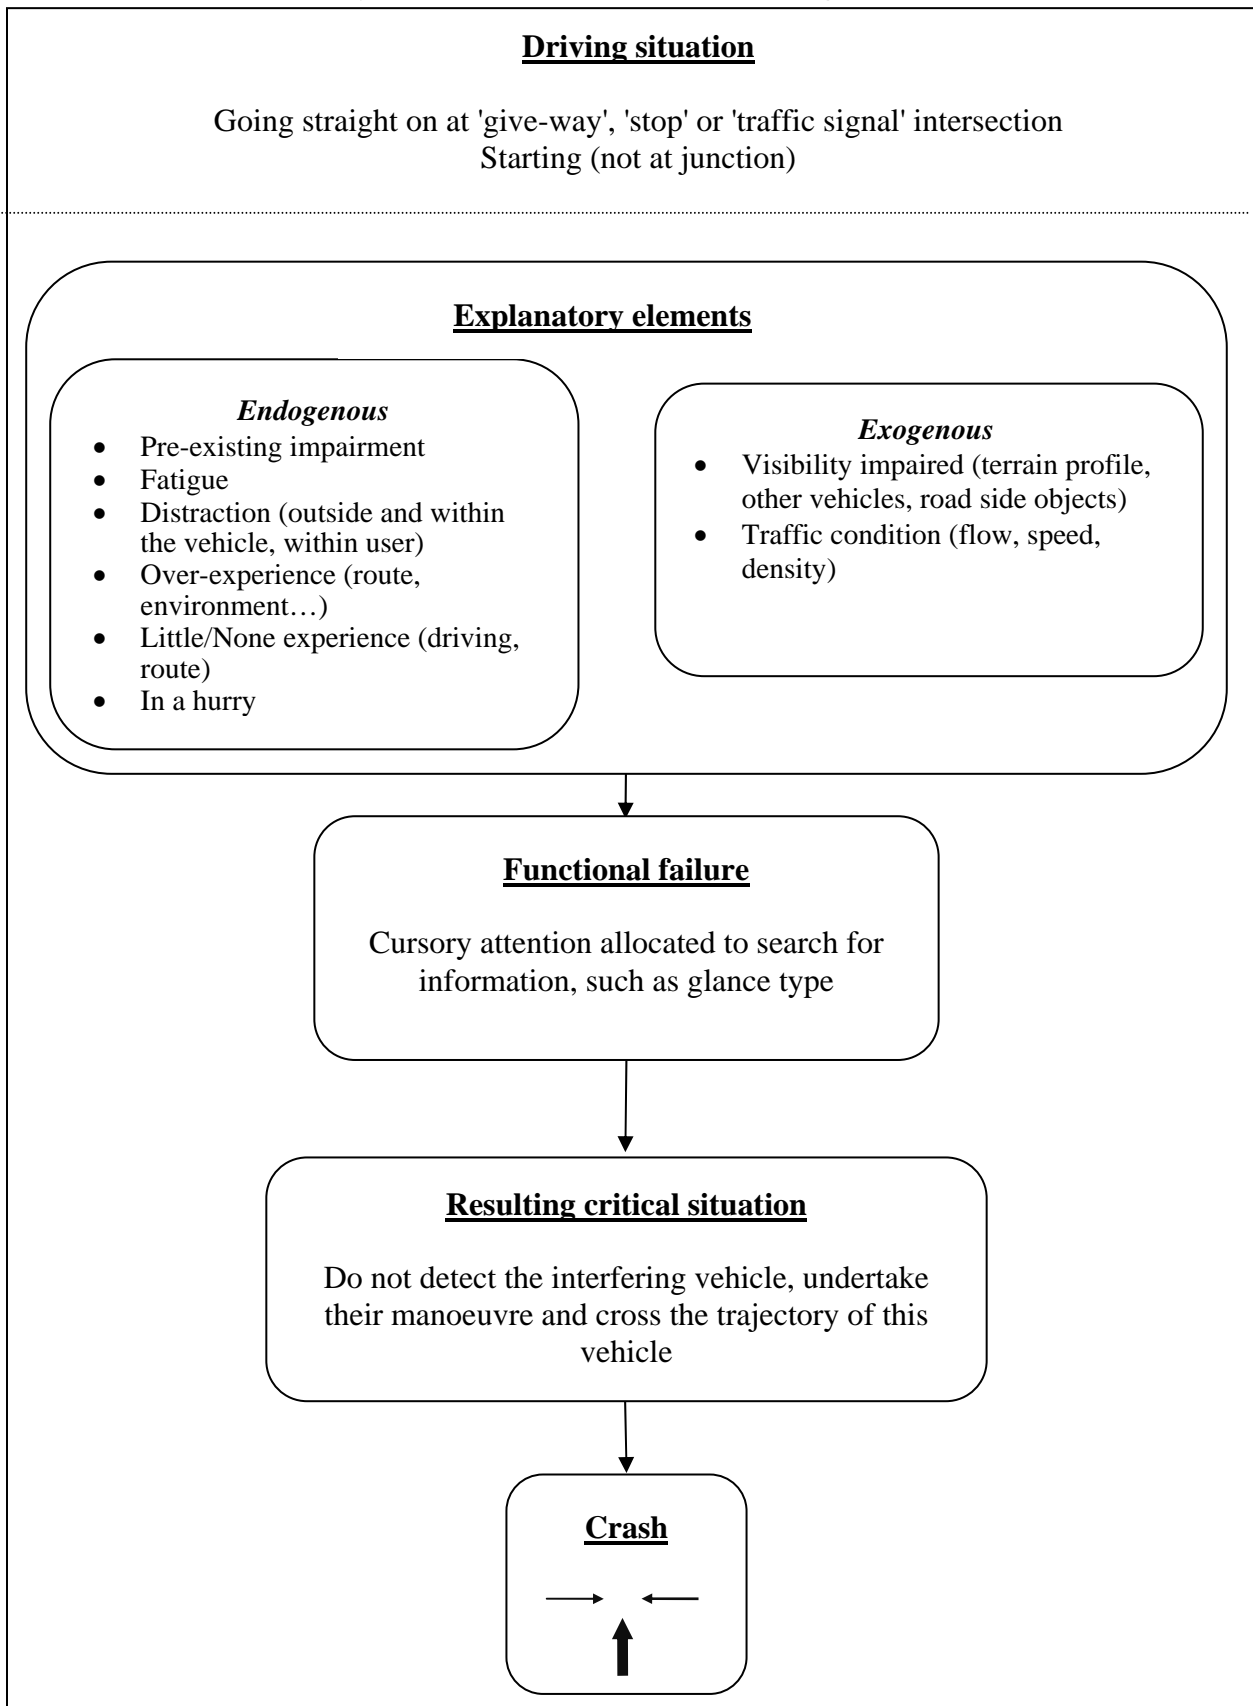 Driving situation
Going straight on at 'give-way', 'stop' or 'traffic signal' intersection
Starting (not at junction)
Explanatory elements
Endogenous
• Pre-existing impairment
• Fatigue
• Distraction (outside and within
the vehicle, within user)
• Over-experience (route,
environment…)
• Little/None experience (driving,
route)
• In a hurry
Exogenous
• Visibility impaired (terrain profile,
other vehicles, road side objects)
• Traffic condition (flow, speed,
density)
Functional failure
Cursory attention allocated to search for
information, such as glance type
Resulting critical situation
Do not detect the interfering vehicle, undertake
their manoeuvre and cross the trajectory of this
vehicle
Crash